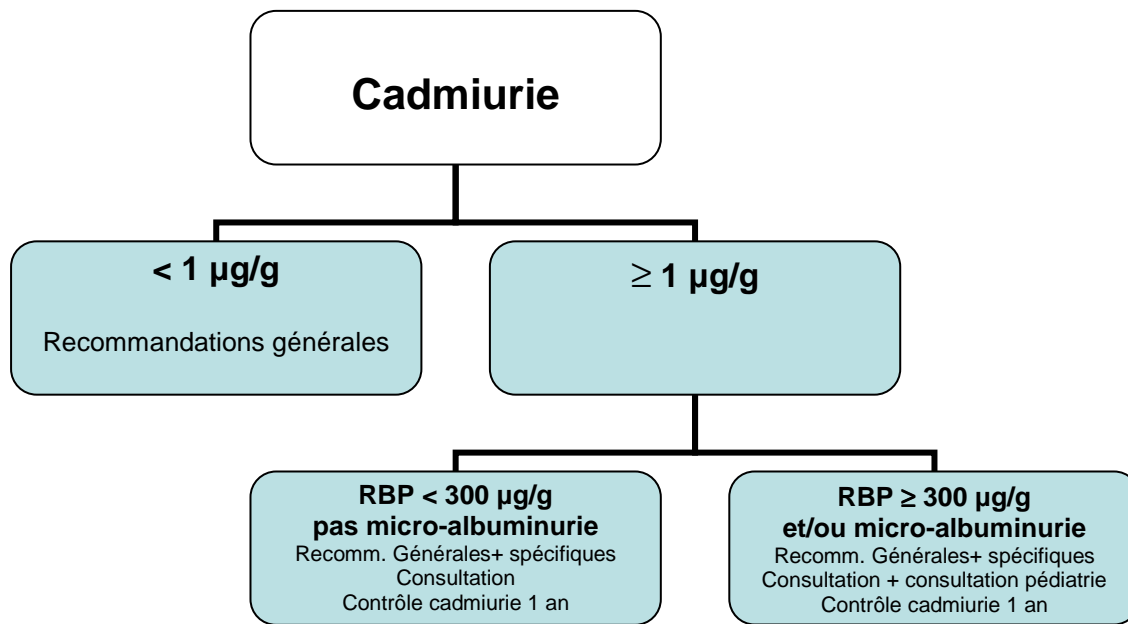 Cadmiurie
< 1 µg/g
Recommandations générales
≥ 1 µg/g
RBP < 300 µg/g
pas micro-albuminurie
Recomm. Générales+ spécifiques
Consultation
Contrôle cadmiurie 1 an
RBP ≥ 300 µg/g
et/ou micro-albuminurie
Recomm. Générales+ spécifiques
Consultation + consultation pédiatrie
Contrôle cadmiurie 1 an